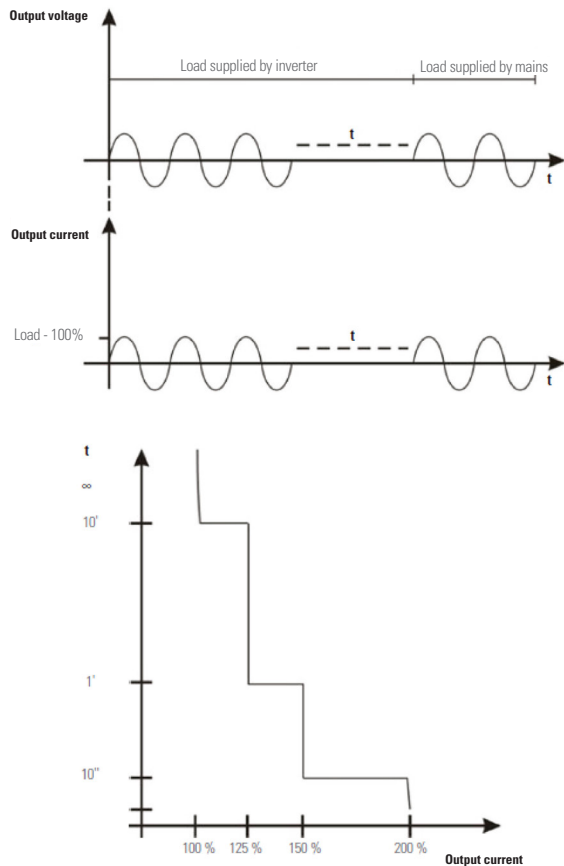 Output voltage
Load supplied by inverter
Load supplied by mains
t
t
Output current
Load - 100%
t
t
t
∞
10'
1'
10"
100 %
125 %
150 %
200 %
Output current